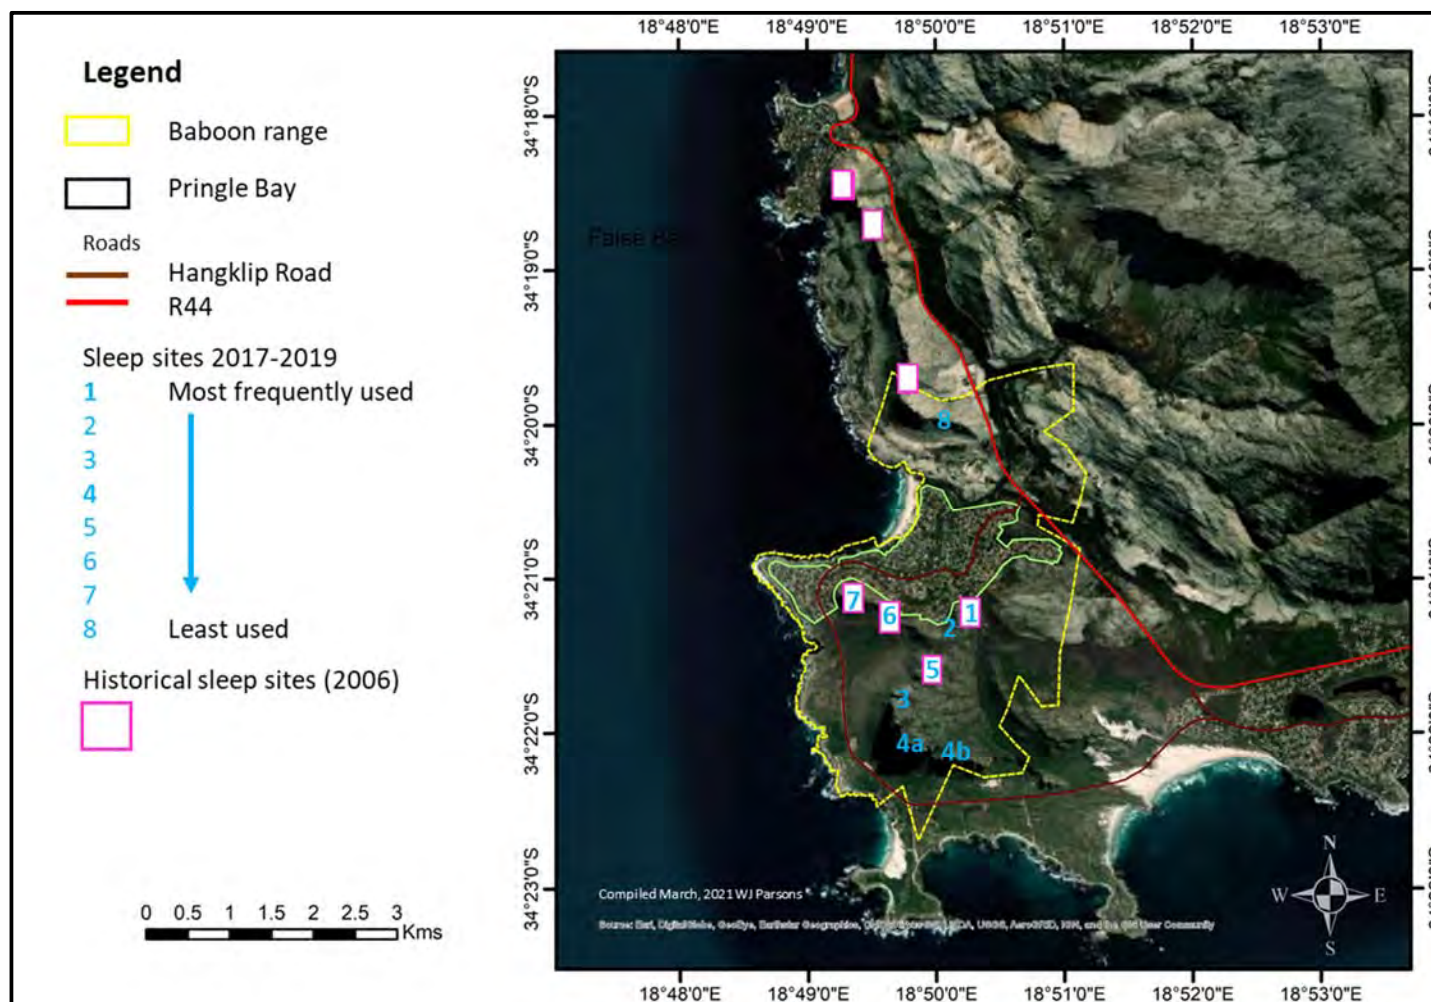 Legend
Baboon range
Pringle Bay
Roads
Hangklip Road
R44
Sleep sites 2017-2019
1 Most frequently used
2
3
4
5
6
7
8 Least used
Historical sleep sites (2006)
0 0.5 1 2 3
Kms
18°48'0"E 18°49'0"E 18°50'0"E 18°51'0"E 18°52'0"E 18°53'0"E
34°18'0"S
34°19'0"S
34°20'0"S
34°21'0"S
34°22'0"S
34°23'0"S
8
7
6
1
2
5
3
4a
4b
Compiled March, 2021 WJ Parsons
N
W E
S
18°48'0"E 18°49'0"E 18°50'0"E 18°51'0"E 18°52'0"E 18°53'0"E